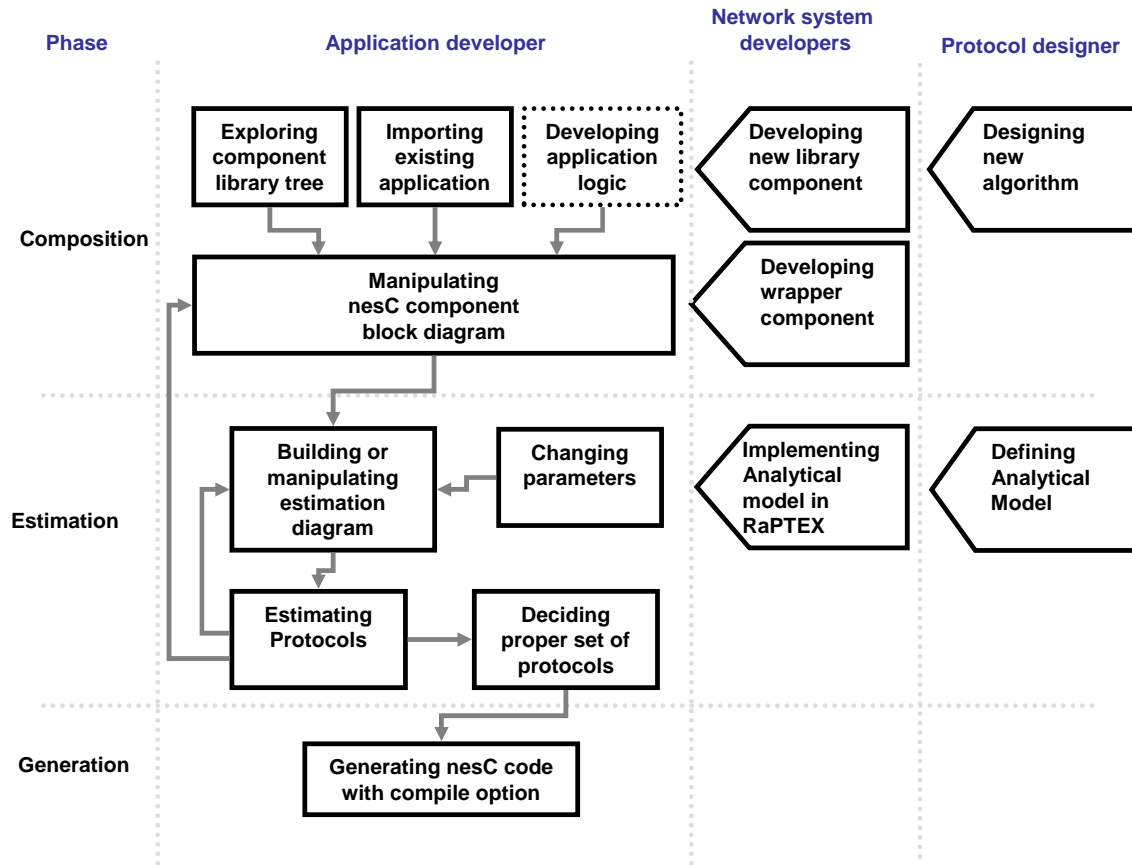 Phase
Application developer
Network system
developers
Protocol designer
Exploring
component
library tree
Importing
existing
application
Developing
application
logic
Developing
new library
component
Designing
new
algorithm
Composition
Manipulating
nesC component
block diagram
Developing
wrapper
component
Building or
manipulating
estimation
diagram
Changing
parameters
Implementing
Analytical
model in
RaPTEX
Defining
Analytical
Model
Estimation
Estimating
Protocols
Deciding
proper set of
protocols
Generation
Generating nesC code
with compile option